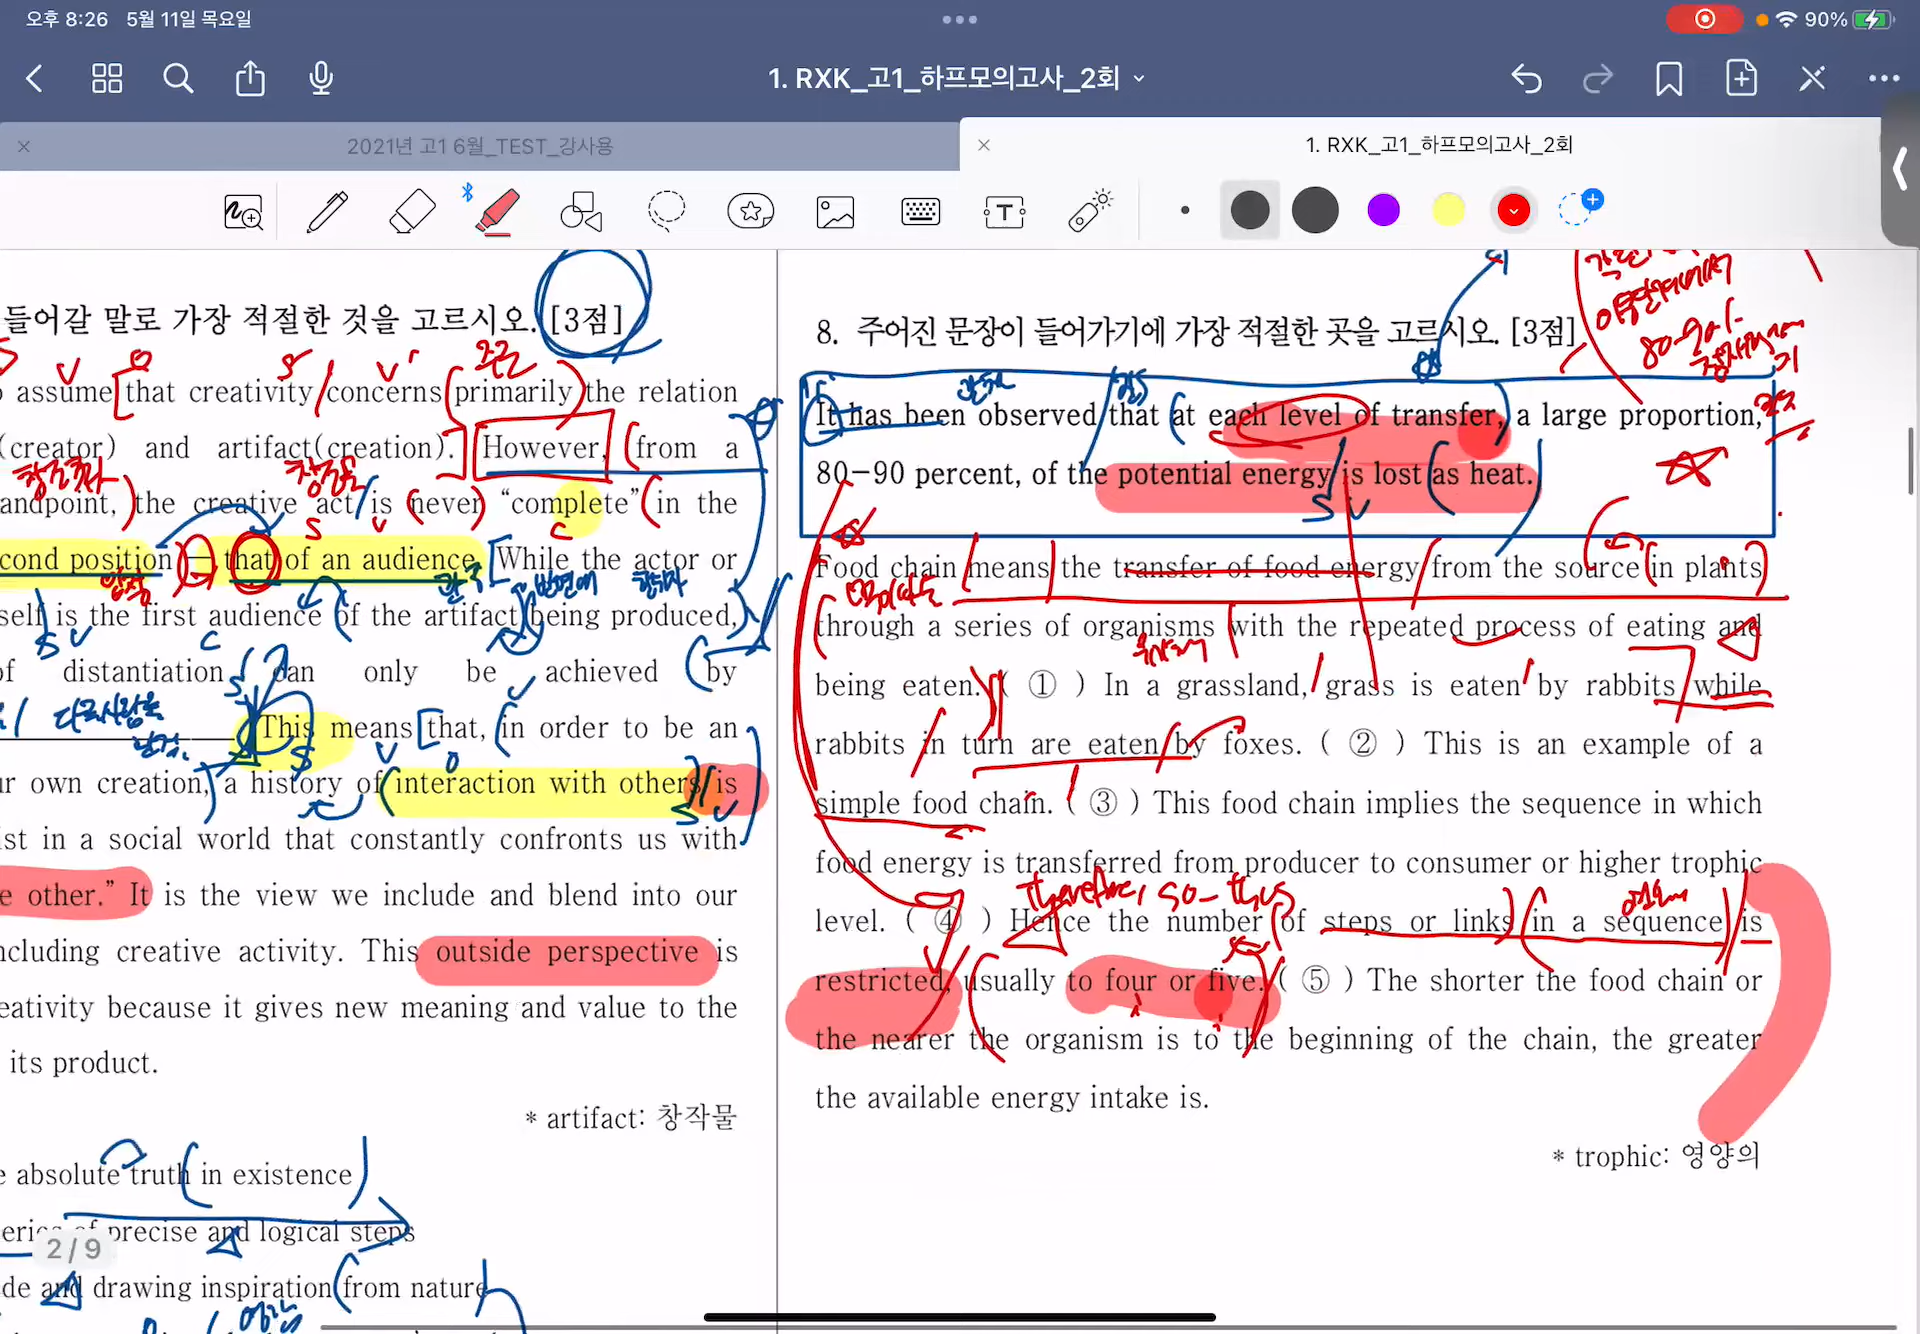 오후 8:26 5월 11일 목요일
90%
1. RXK_고1_하프모의고사_2회
2021년 고1 6월_TEST_강사용
1. RXK_고1_하프모의고사_2회
들어갈 말로 가장 적절한 것을 고르시오. [3점]
S V O S V
assume that creativity concerns primarily the relation
(creator) and artifact(creation). However, from a
andpoint, the creative act is never “complete” in the
S V C
cond position — that of an audience. While the actor or
self is the first audience of the artifact being produced,
S V C
of distantiation can only be achieved by
This means that, in order to be an
S V O
ur own creation, a history of interaction with others is
S V
ist in a social world that constantly confronts us with
e other.” It is the view we include and blend into our
ncluding creative activity. This outside perspective is
eativity because it gives new meaning and value to the
its product.
* artifact: 창작물
e absolute truth in existence
series of precise and logical steps
2 / 9
de and drawing inspiration from nature
8. 주어진 문장이 들어가기에 가장 적절한 곳을 고르시오. [3점]
It has been observed that at each level of transfer, a large proportion,
80−90 percent, of the potential energy is lost as heat.
S V
Food chain means the transfer of food energy from the source in plants
through a series of organisms with the repeated process of eating and
being eaten. ( ① ) In a grassland, grass is eaten by rabbits while
rabbits in turn are eaten by foxes. ( ② ) This is an example of a
simple food chain. ( ③ ) This food chain implies the sequence in which
food energy is transferred from producer to consumer or higher trophic
therefore, so - thus
level. ( ④ ) Hence the number of steps or links in a sequence is
restricted, usually to four or five. ( ⑤ ) The shorter the food chain or
the nearer the organism is to the beginning of the chain, the greater
the available energy intake is.
* trophic: 영양의